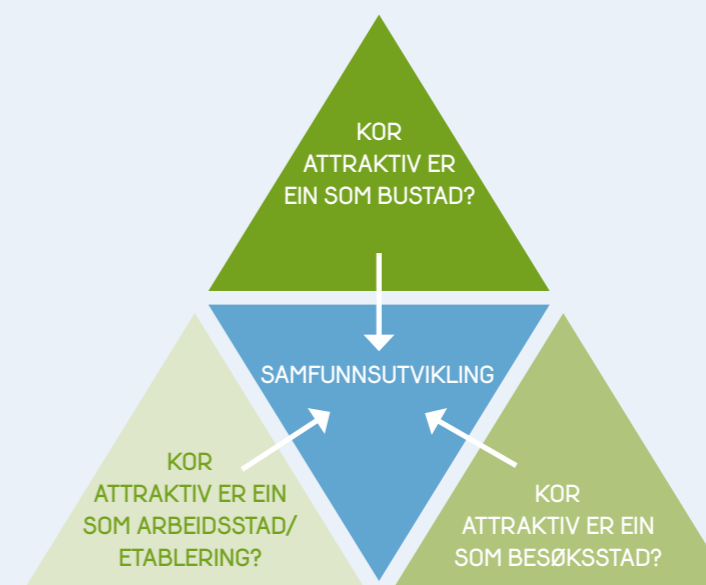 KOR
ATTRAKTIV ER
EIN SOM BUSTAD?
SAMFUNNSUTVIKLING
KOR
ATTRAKTIV ER EIN
SOM ARBEIDSSTAD/
ETABLERING?
KOR
ATTRAKTIV ER EIN
SOM BESØKSSTAD?